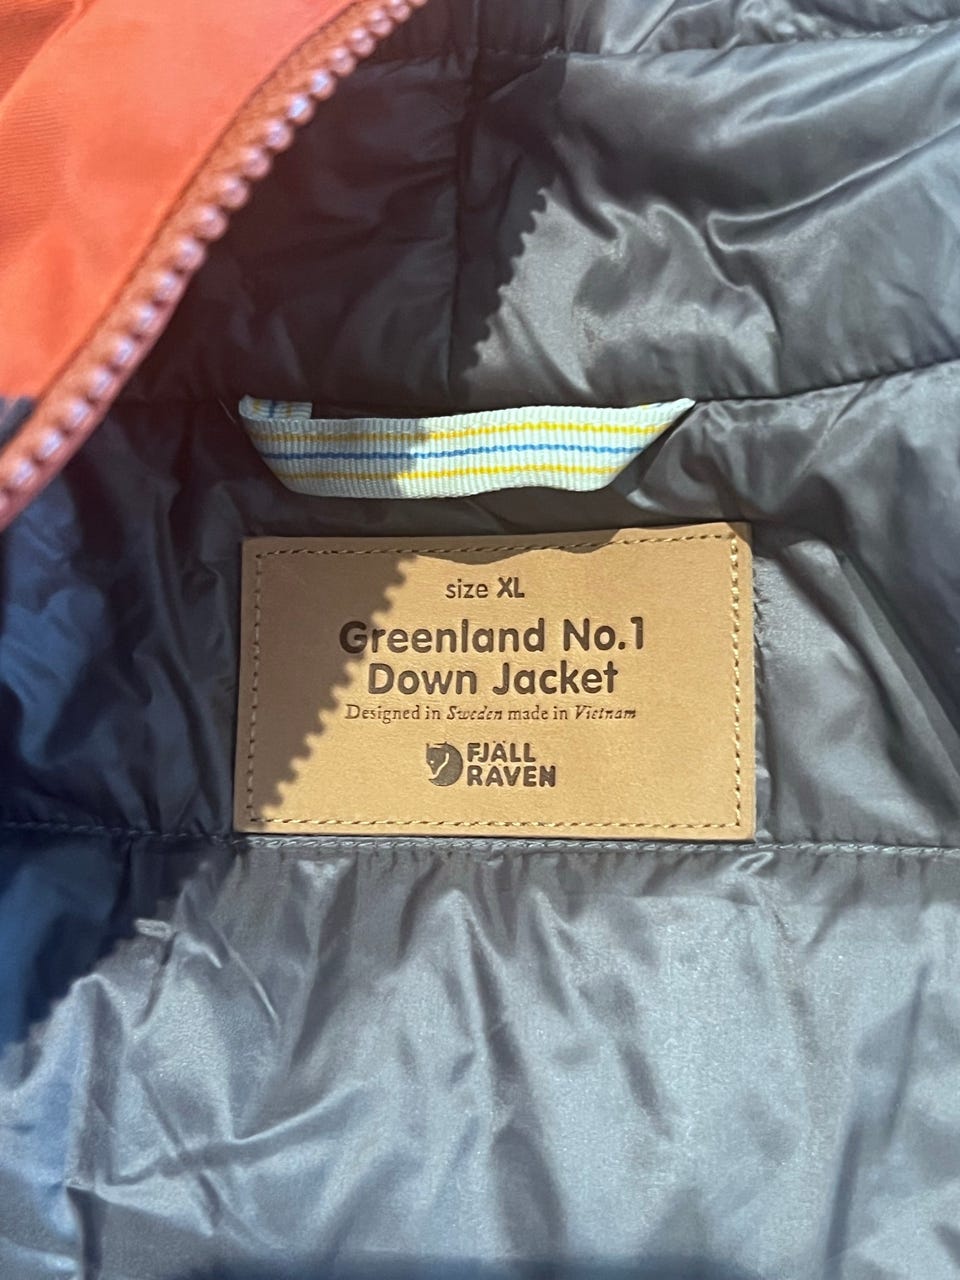 size XL
Greenland No.1
Down Jacket
Designed in Sweden made in Vietnam
FJÄLL
RÄVEN